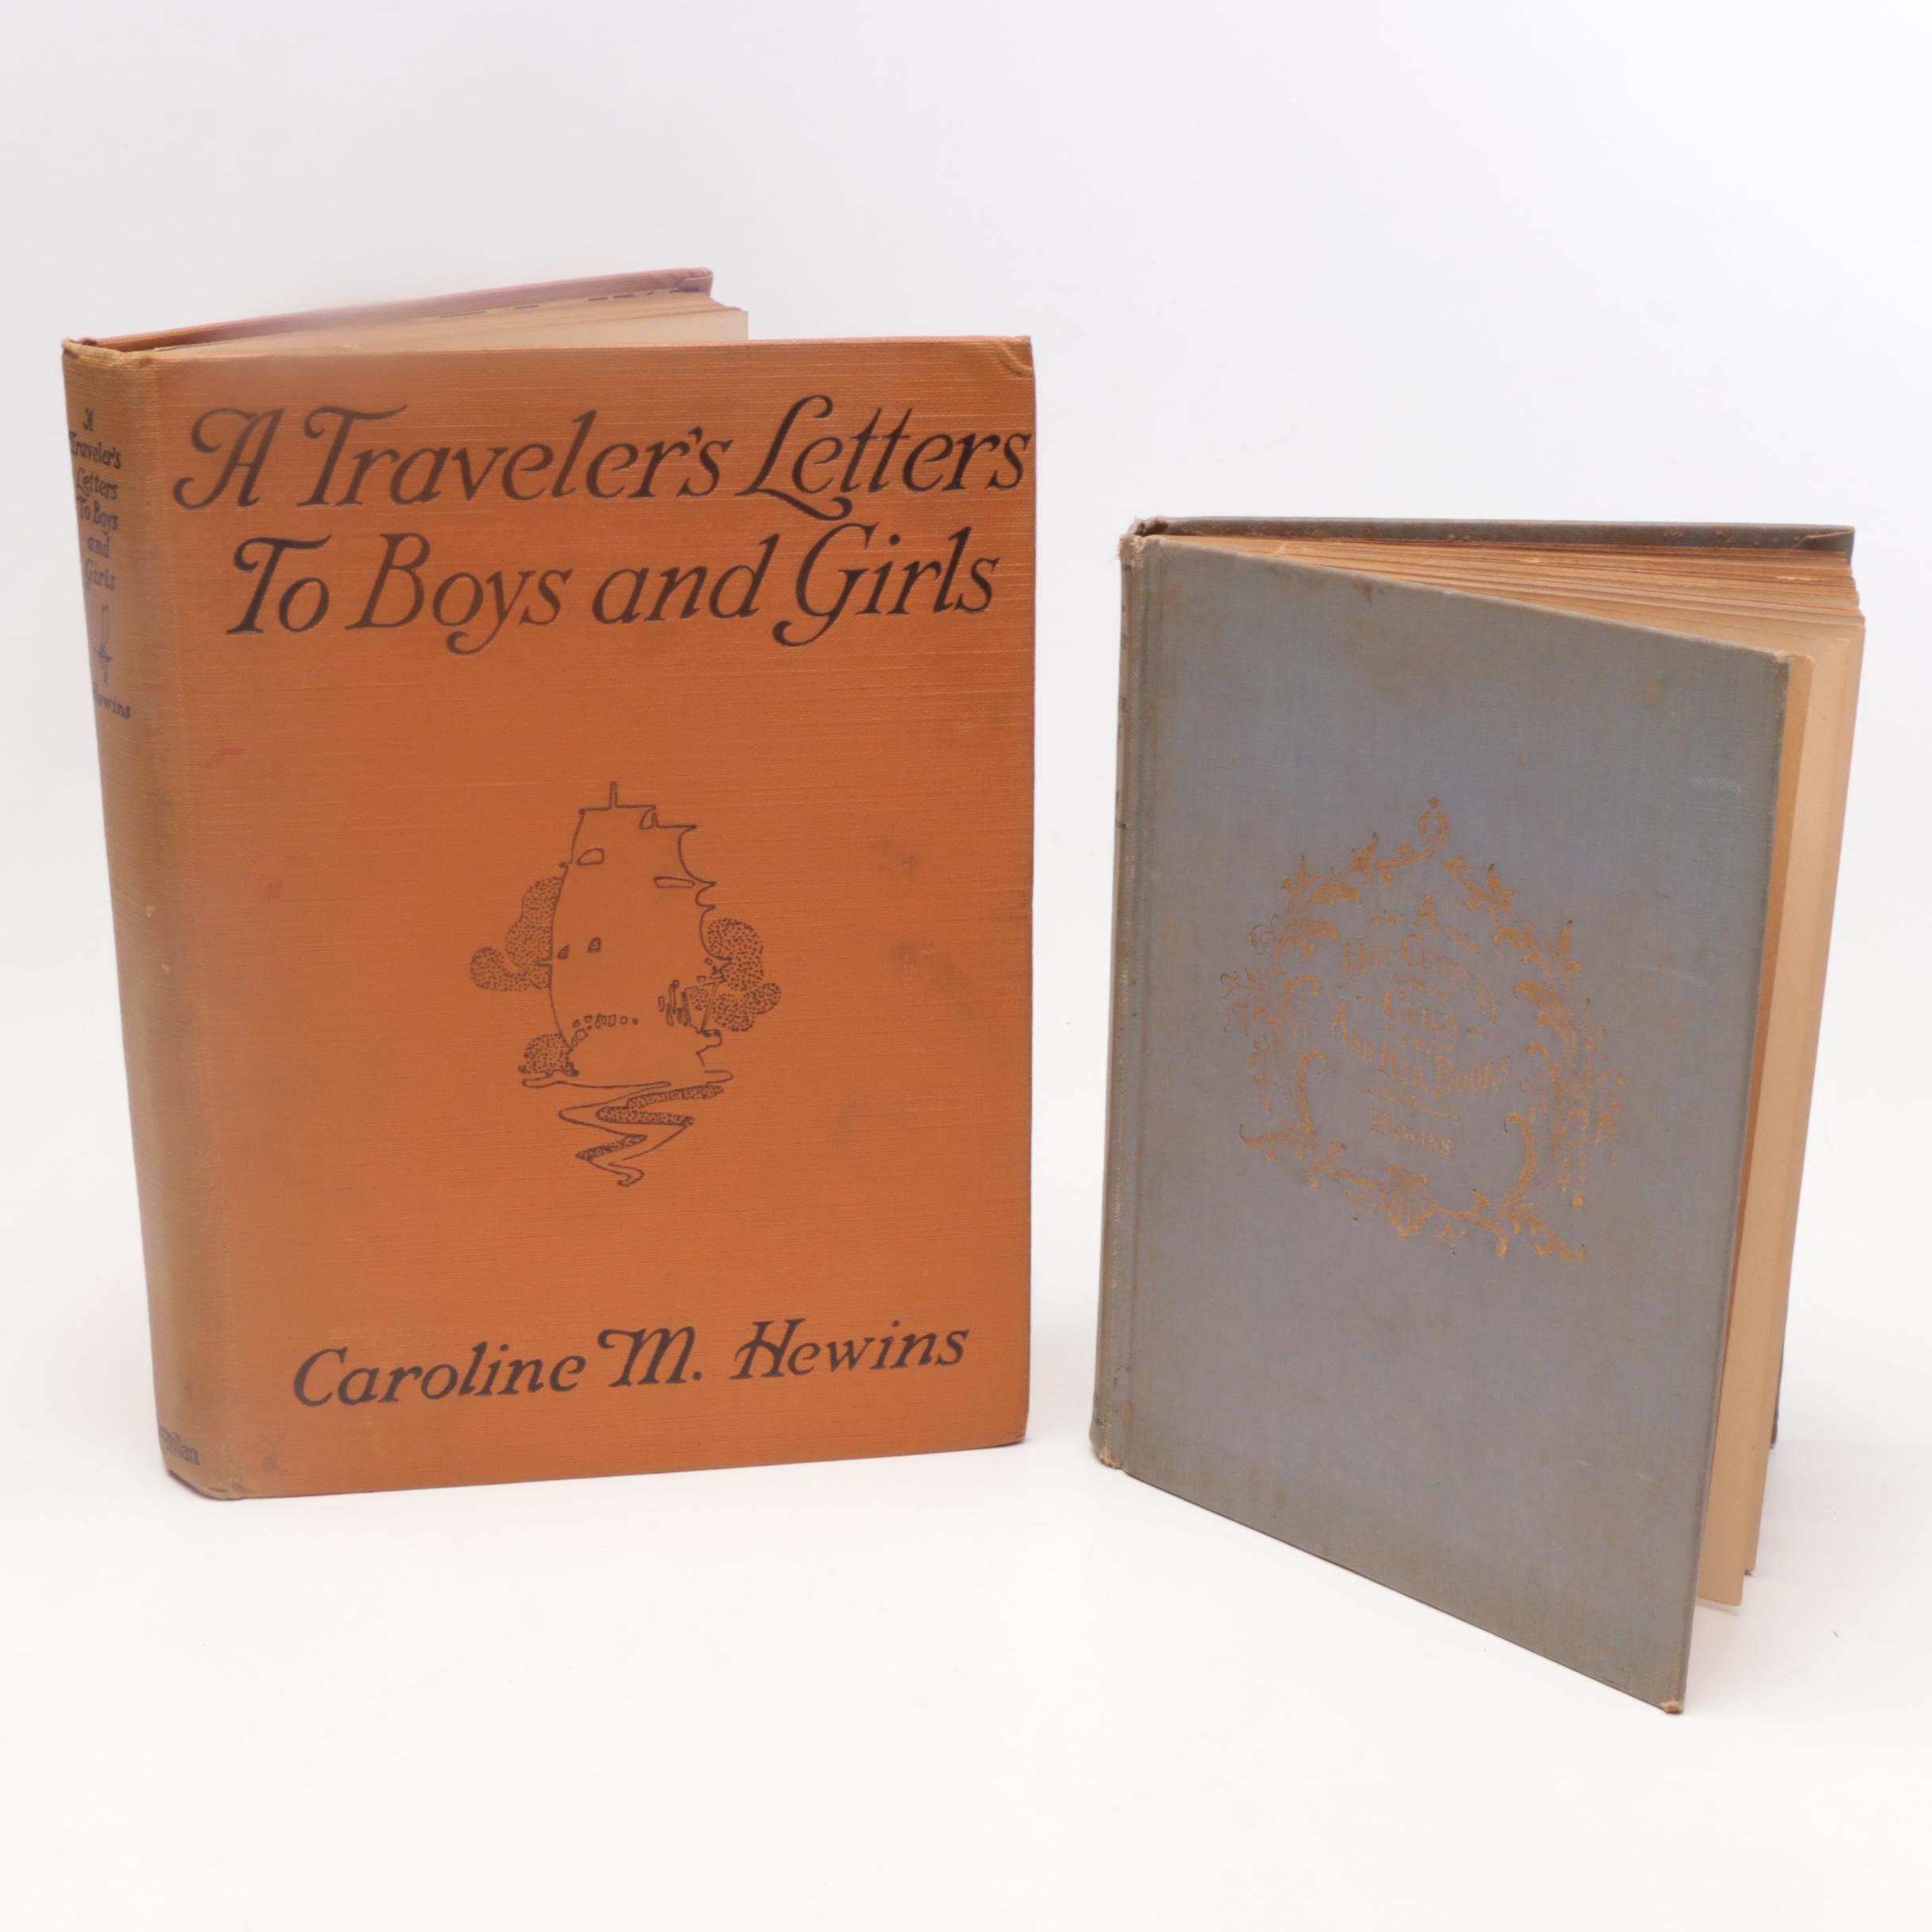 A
Traveler's
Letters
To Boys
and
Girls
Hewins
A Traveler's Letters
To Boys and Girls
Caroline M. Hewins
A
Mid-Century
Child
And Her Books
Hewins